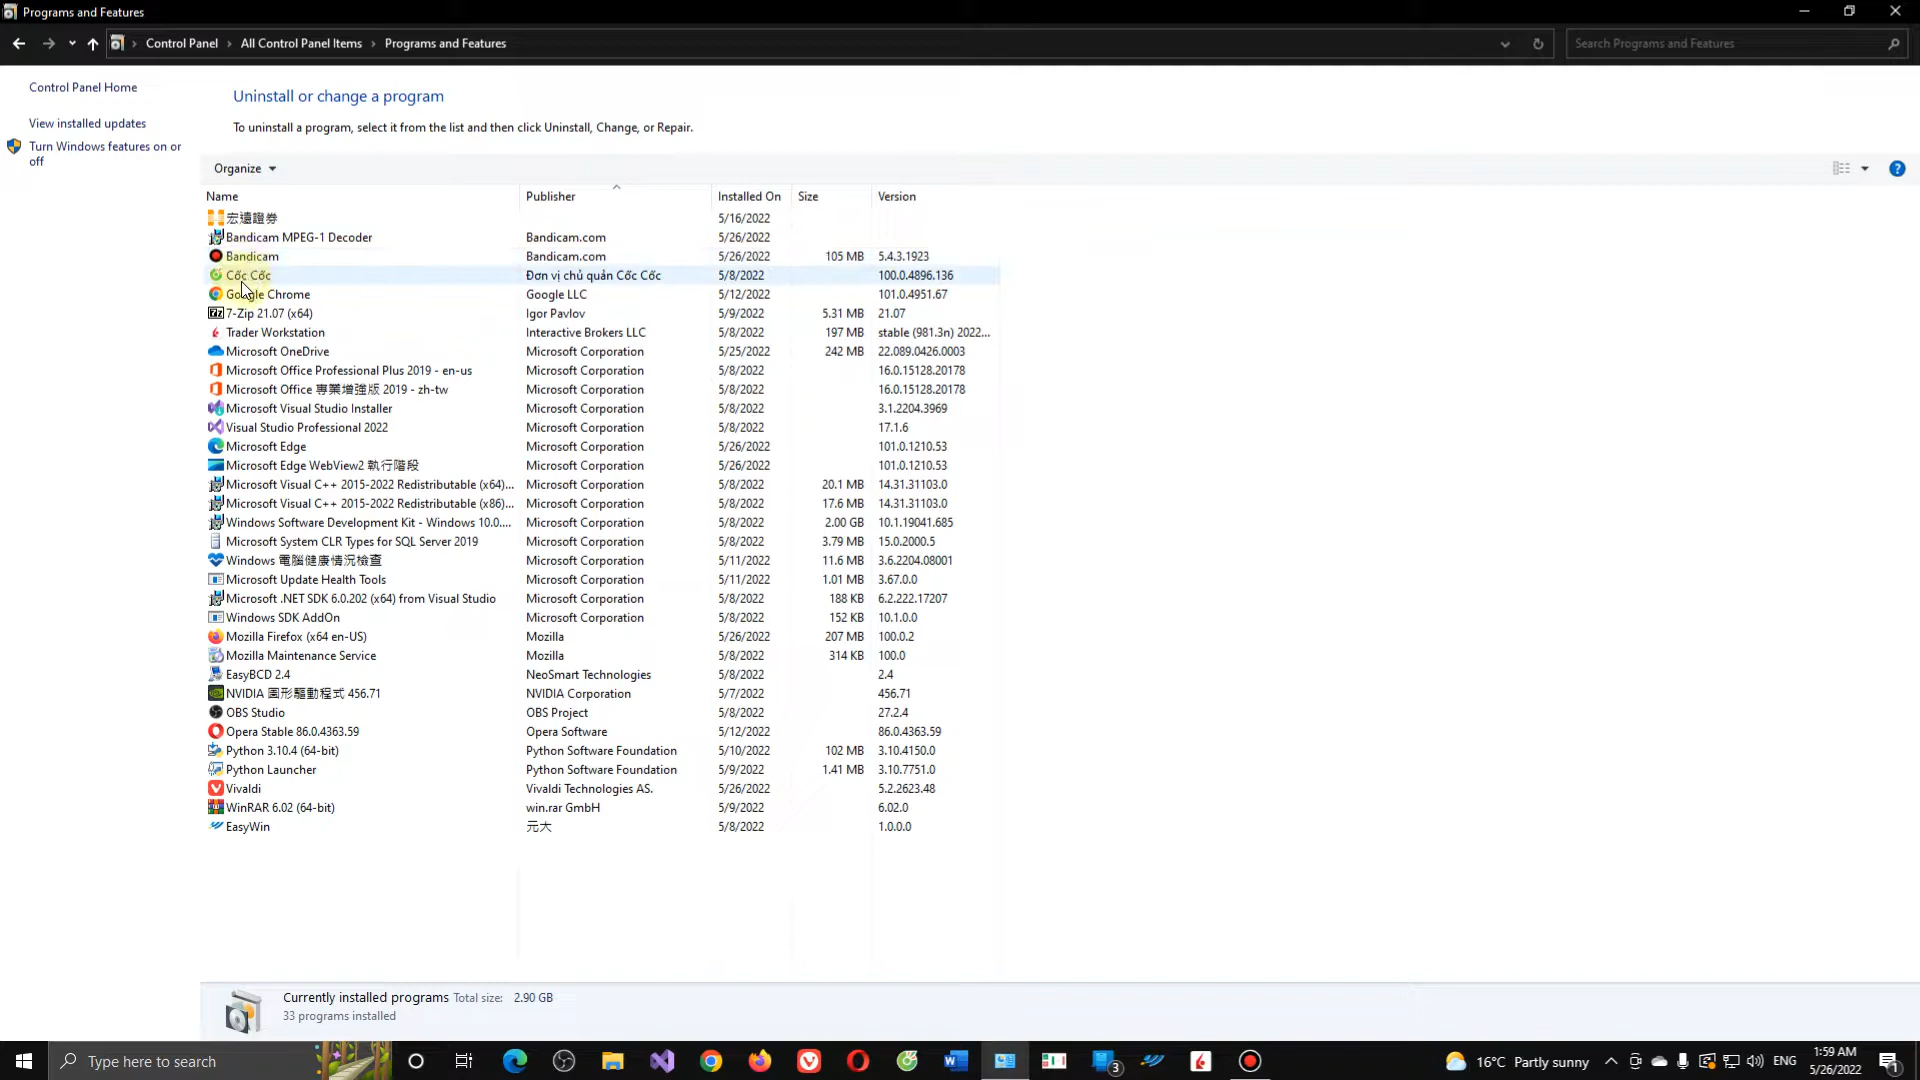 Programs and Features
Control Panel › All Control Panel Items › Programs and Features
Search Programs and Features
Control Panel Home
View installed updates
Turn Windows features on or
off
Uninstall or change a program
To uninstall a program, select it from the list and then click Uninstall, Change, or Repair.
Organize
Name Publisher Installed On Size Version
宏遠證券 5/16/2022
Bandicam MPEG-1 Decoder Bandicam.com 5/26/2022
Bandicam Bandicam.com 5/26/2022 105 MB 5.4.3.1923
Cốc Cốc Đơn vị chủ quản Cốc Cốc 5/8/2022 100.0.4896.136
Google Chrome Google LLC 5/12/2022 101.0.4951.67
7-Zip 21.07 (x64) Igor Pavlov 5/9/2022 5.31 MB 21.07
Trader Workstation Interactive Brokers LLC 5/8/2022 197 MB stable (981.3n) 2022...
Microsoft OneDrive Microsoft Corporation 5/25/2022 242 MB 22.089.0426.0003
Microsoft Office Professional Plus 2019 - en-us Microsoft Corporation 5/8/2022 16.0.15128.20178
Microsoft Office 專業增強版 2019 - zh-tw Microsoft Corporation 5/8/2022 16.0.15128.20178
Microsoft Visual Studio Installer Microsoft Corporation 5/8/2022 3.1.2204.3969
Visual Studio Professional 2022 Microsoft Corporation 5/8/2022 17.1.6
Microsoft Edge Microsoft Corporation 5/26/2022 101.0.1210.53
Microsoft Edge WebView2 執行階段 Microsoft Corporation 5/26/2022 101.0.1210.53
Microsoft Visual C++ 2015-2022 Redistributable (x64)... Microsoft Corporation 5/8/2022 20.1 MB 14.31.31103.0
Microsoft Visual C++ 2015-2022 Redistributable (x86)... Microsoft Corporation 5/8/2022 17.6 MB 14.31.31103.0
Windows Software Development Kit - Windows 10.0.... Microsoft Corporation 5/8/2022 2.00 GB 10.1.19041.685
Microsoft System CLR Types for SQL Server 2019 Microsoft Corporation 5/8/2022 3.79 MB 15.0.2000.5
Windows 電腦健康情況檢查 Microsoft Corporation 5/11/2022 11.6 MB 3.6.2204.08001
Microsoft Update Health Tools Microsoft Corporation 5/11/2022 1.01 MB 3.67.0.0
Microsoft .NET SDK 6.0.202 (x64) from Visual Studio Microsoft Corporation 5/8/2022 188 KB 6.2.222.17207
Windows SDK AddOn Microsoft Corporation 5/8/2022 152 KB 10.1.0.0
Mozilla Firefox (x64 en-US) Mozilla 5/26/2022 207 MB 100.0.2
Mozilla Maintenance Service Mozilla 5/8/2022 314 KB 100.0
EasyBCD 2.4 NeoSmart Technologies 5/8/2022 2.4
NVIDIA 圖形驅動程式 456.71 NVIDIA Corporation 5/7/2022 456.71
OBS Studio OBS Project 5/8/2022 27.2.4
Opera Stable 86.0.4363.59 Opera Software 5/12/2022 86.0.4363.59
Python 3.10.4 (64-bit) Python Software Foundation 5/10/2022 102 MB 3.10.4150.0
Python Launcher Python Software Foundation 5/9/2022 1.41 MB 3.10.7751.0
Vivaldi Vivaldi Technologies AS. 5/26/2022 5.2.2623.48
WinRAR 6.02 (64-bit) win.rar GmbH 5/9/2022 6.02.0
EasyWin 元大 5/8/2022 1.0.0.0
Currently installed programs Total size: 2.90 GB
33 programs installed
Type here to search
3
16°C Partly sunny
ENG
1:59 AM
5/26/2022
1